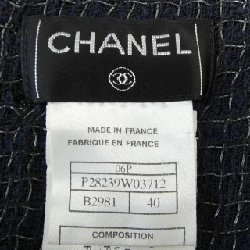 CHANEL
MADE IN FRANCE
FABRIQUE EN FRANCE
06P
P28239W03712
B2981 40
COMPOSITION